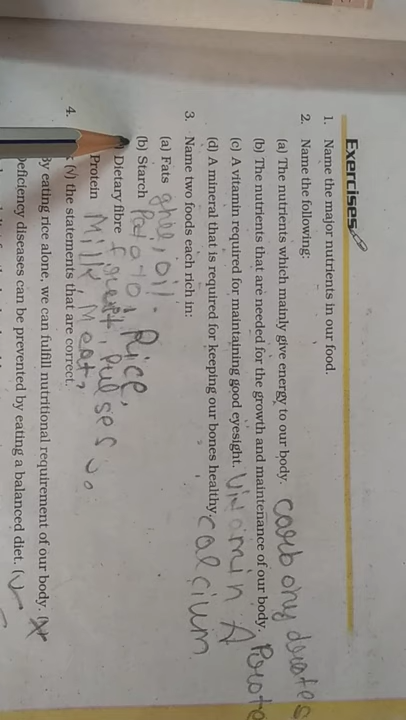 Exercises
1. Name the major nutrients in our food.
2. Name the following:
(a) The nutrients which mainly give energy to our body. carbohydrates
(b) The nutrients that are needed for the growth and maintenance of our body.
(c) A vitamin required for maintaining good eyesight. Vitamin A
(d) A mineral that is required for keeping our bones healthy. calcium
3. Name two foods each rich in:
(a) Fats ghee, oil.
(b) Starch Potato, Rice,
Dietary fibre Pulses
Protein Milk, Meat,
4. (√) the statements that are correct.
By eating rice alone, we can fulfill nutritional requirement of our body. (
Deficiency diseases can be prevented by eating a balanced diet. (